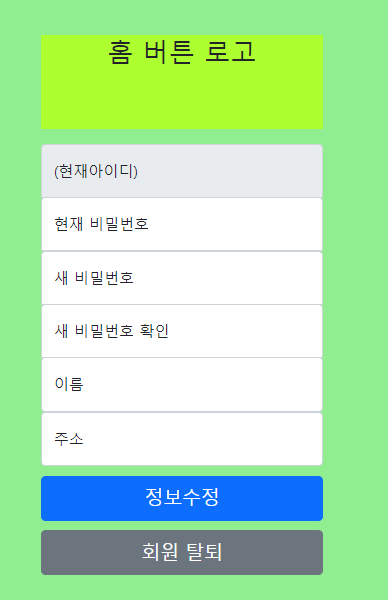 홈 버튼 로고
(현재아이디)
현재 비밀번호
새 비밀번호
새 비밀번호 확인
이름
주소
정보수정
회원 탈퇴